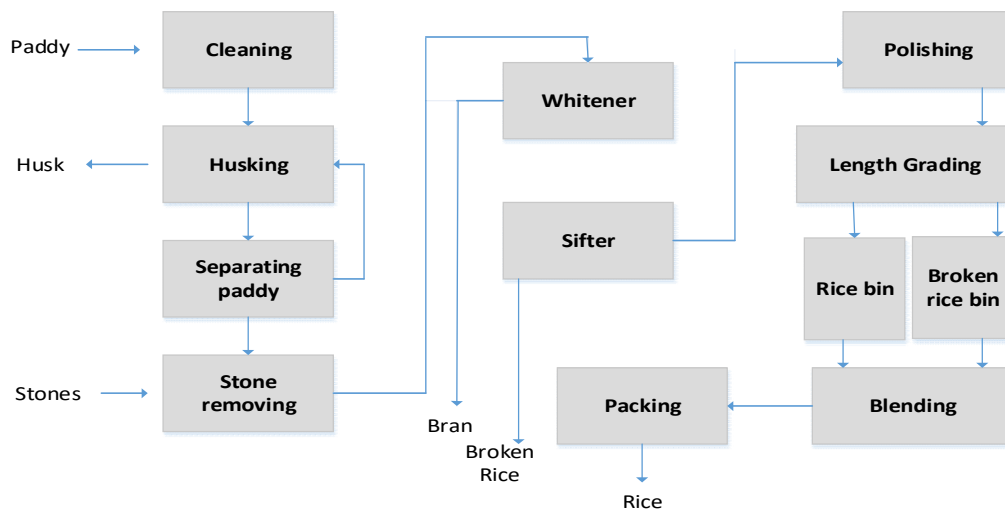 Paddy
Cleaning
Husk
Husking
Separating
paddy
Stones
Stone
removing
Whitener
Bran
Sifter
Broken
Rice
Polishing
Length Grading
Rice bin
Broken
rice bin
Blending
Packing
Rice